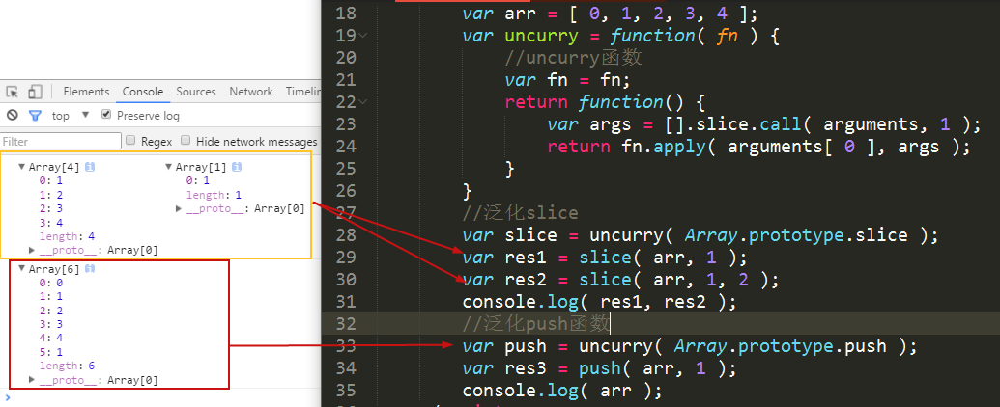 Elements Console Sources Network Timelin
top Preserve log
Filter Regex Hide network messages
Array[4] Array[1]
0: 1 0: 1
1: 2 length: 1
2: 3 __proto__: Array[0]
3: 4
length: 4
__proto__: Array[0]
Array[6]
0: 0
1: 1
2: 2
3: 3
4: 4
5: 1
length: 6
__proto__: Array[0]
18 var arr = [ 0, 1, 2, 3, 4 ];
19 var uncurry = function( fn ) {
20 //uncurry函数
21 var fn = fn;
22 return function() {
23 var args = [].slice.call( arguments, 1 );
24 return fn.apply( arguments[ 0 ], args );
25 }
26 }
27 //泛化slice
28 var slice = uncurry( Array.prototype.slice );
29 var res1 = slice( arr, 1 );
30 var res2 = slice( arr, 1, 2 );
31 console.log( res1, res2 );
32 //泛化push函数
33 var push = uncurry( Array.prototype.push );
34 var res3 = push( arr, 1 );
35 console.log( arr );